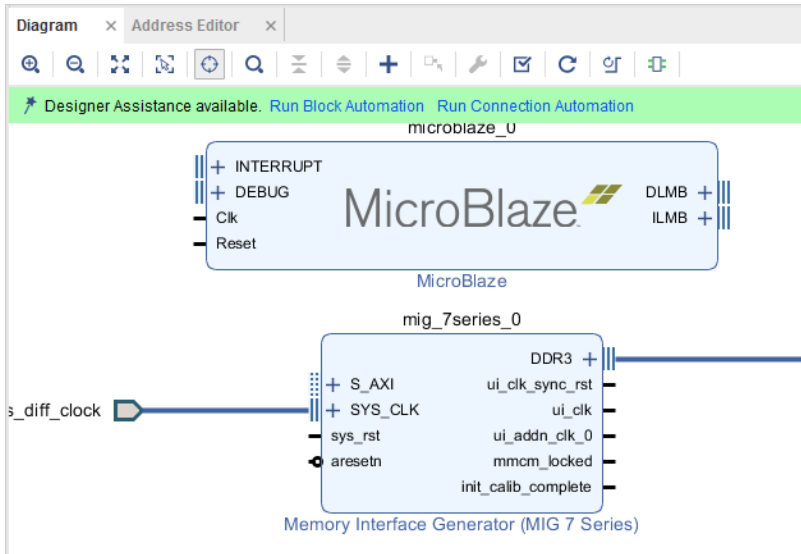 Diagram × Address Editor ×
Designer Assistance available. Run Block Automation Run Connection Automation
microblaze_0
INTERRUPT
DEBUG
Clk
Reset
MicroBlaze
DLMB
ILMB
MicroBlaze
mig_7series_0
DDR3
S_AXI
ui_clk_sync_rst
s_diff_clock
SYS_CLK
ui_clk
sys_rst
ui_addn_clk_0
aresetn
mmcm_locked
init_calib_complete
Memory Interface Generator (MIG 7 Series)